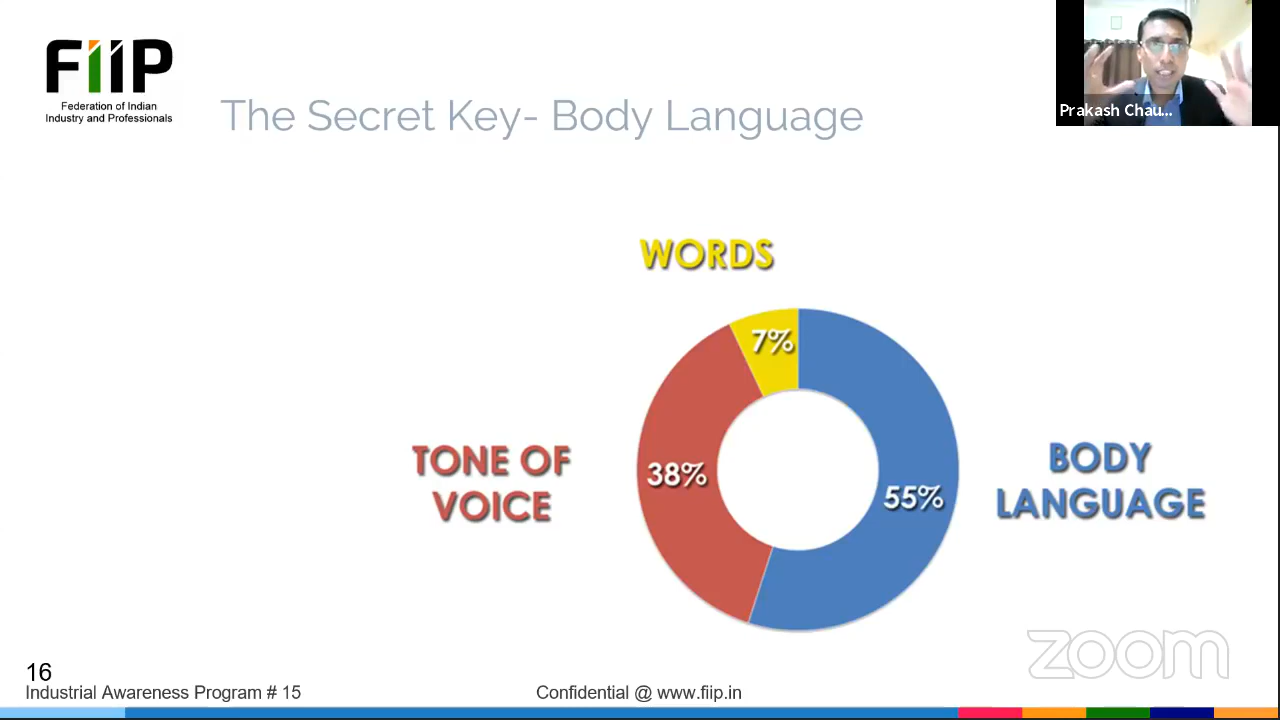 FiiP
Federation of Indian
Industry and Professionals
The Secret Key- Body Language
Prakash Chau...
WORDS
7%
TONE OF
VOICE
38%
55%
BODY
LANGUAGE
zoom
16
Industrial Awareness Program # 15
Confidential @ www.fiip.in